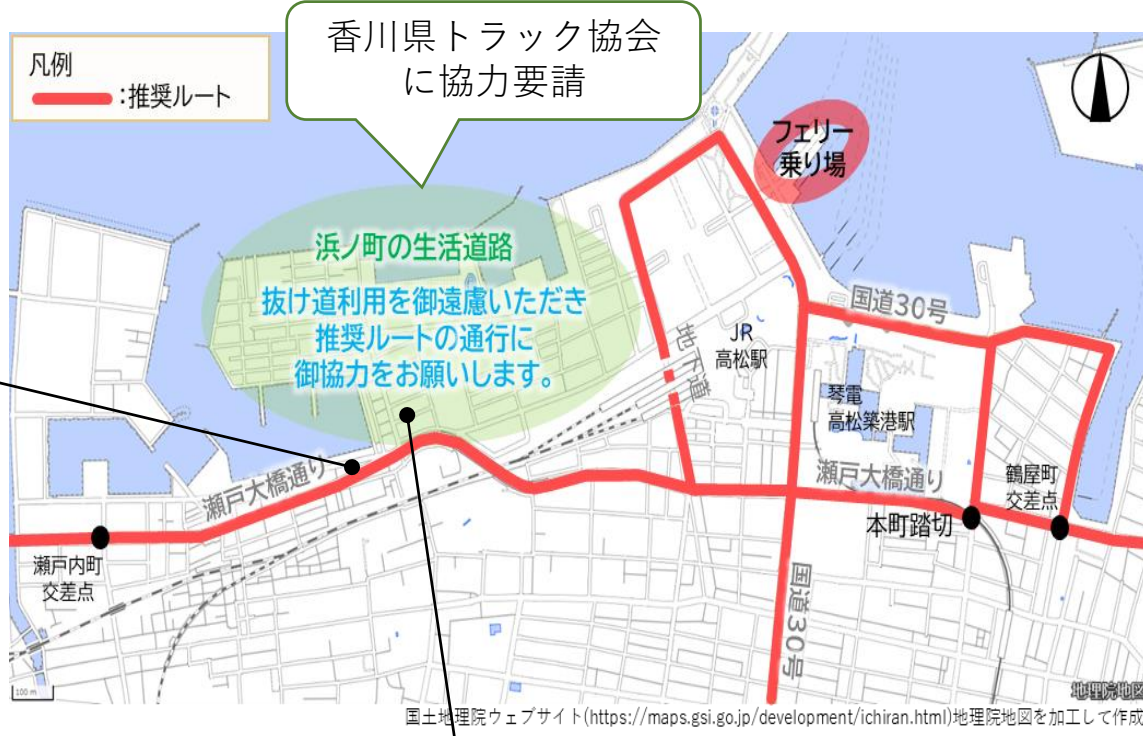 香川県トラック協会
に協力要請
凡例
:推奨ルート
フェリー
乗り場
浜ノ町の生活道路
抜け道利用を御遠慮いただき
推奨ルートの通行に
御協力をお願いします。
国道30号
地下道
JR
高松駅
琴電
高松築港駅
瀬戸大橋通り
瀬戸大橋通り
鶴屋町
交差点
本町踏切
瀬戸内町
交差点
国道30号
100 m
地理院地図
国土地理院ウェブサイト(https://maps.gsi.go.jp/development/ichiran.html)地理院地図を加工して作成